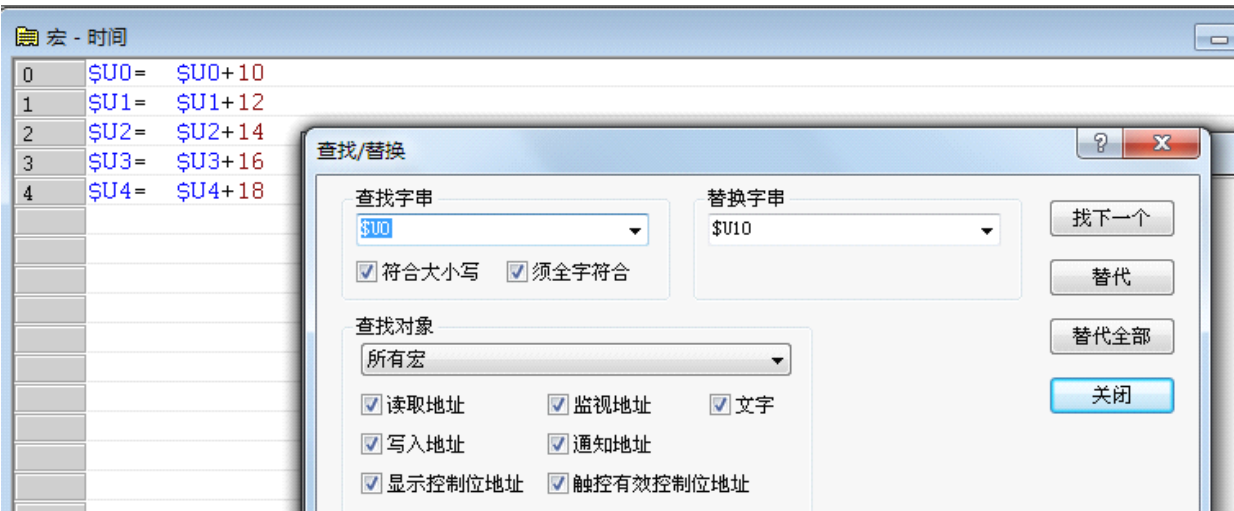 宏 - 时间
0 $U0= $U0+10
1 $U1= $U1+12
2 $U2= $U2+14
3 $U3= $U3+16
4 $U4= $U4+18
查找/替换
查找字串
$U0
符合大小写 须全字符合
替换字串
$U10
找下一个
替代
替代全部
关闭
查找对象
所有宏
读取地址 监视地址 文字
写入地址 通知地址
显示控制位地址 触控有效控制位地址